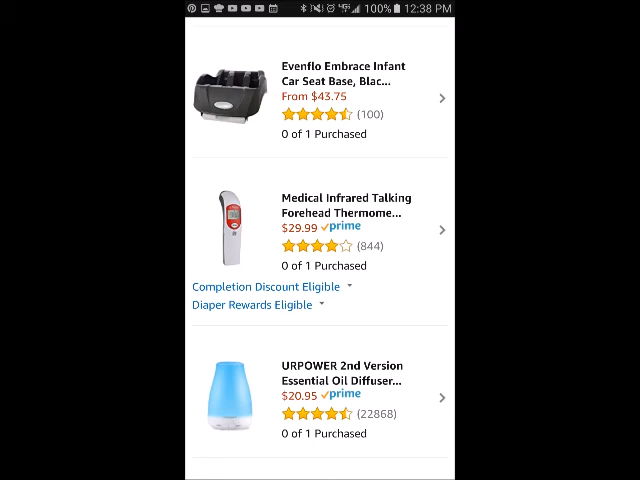 100% 12:38 PM
Evenflo Embrace Infant
Car Seat Base, Blac...
From $43.75
(100)
0 of 1 Purchased
Medical Infrared Talking
Forehead Thermome...
$29.99 prime
(844)
0 of 1 Purchased
Completion Discount Eligible
Diaper Rewards Eligible
URPOWER 2nd Version
Essential Oil Diffuser...
$20.95 prime
(22868)
0 of 1 Purchased